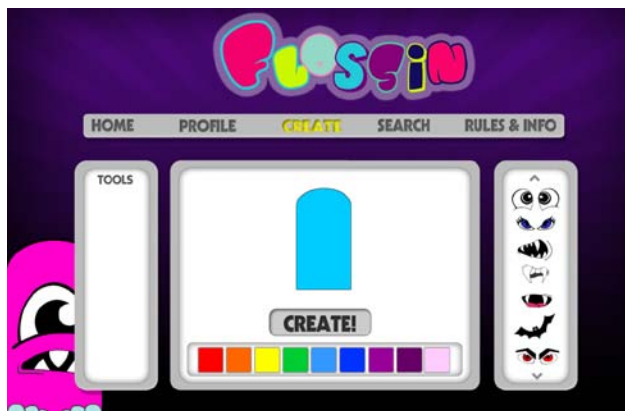 FLOSSIN
HOME PROFILE CREATE SEARCH RULES & INFO
TOOLS
CREATE!